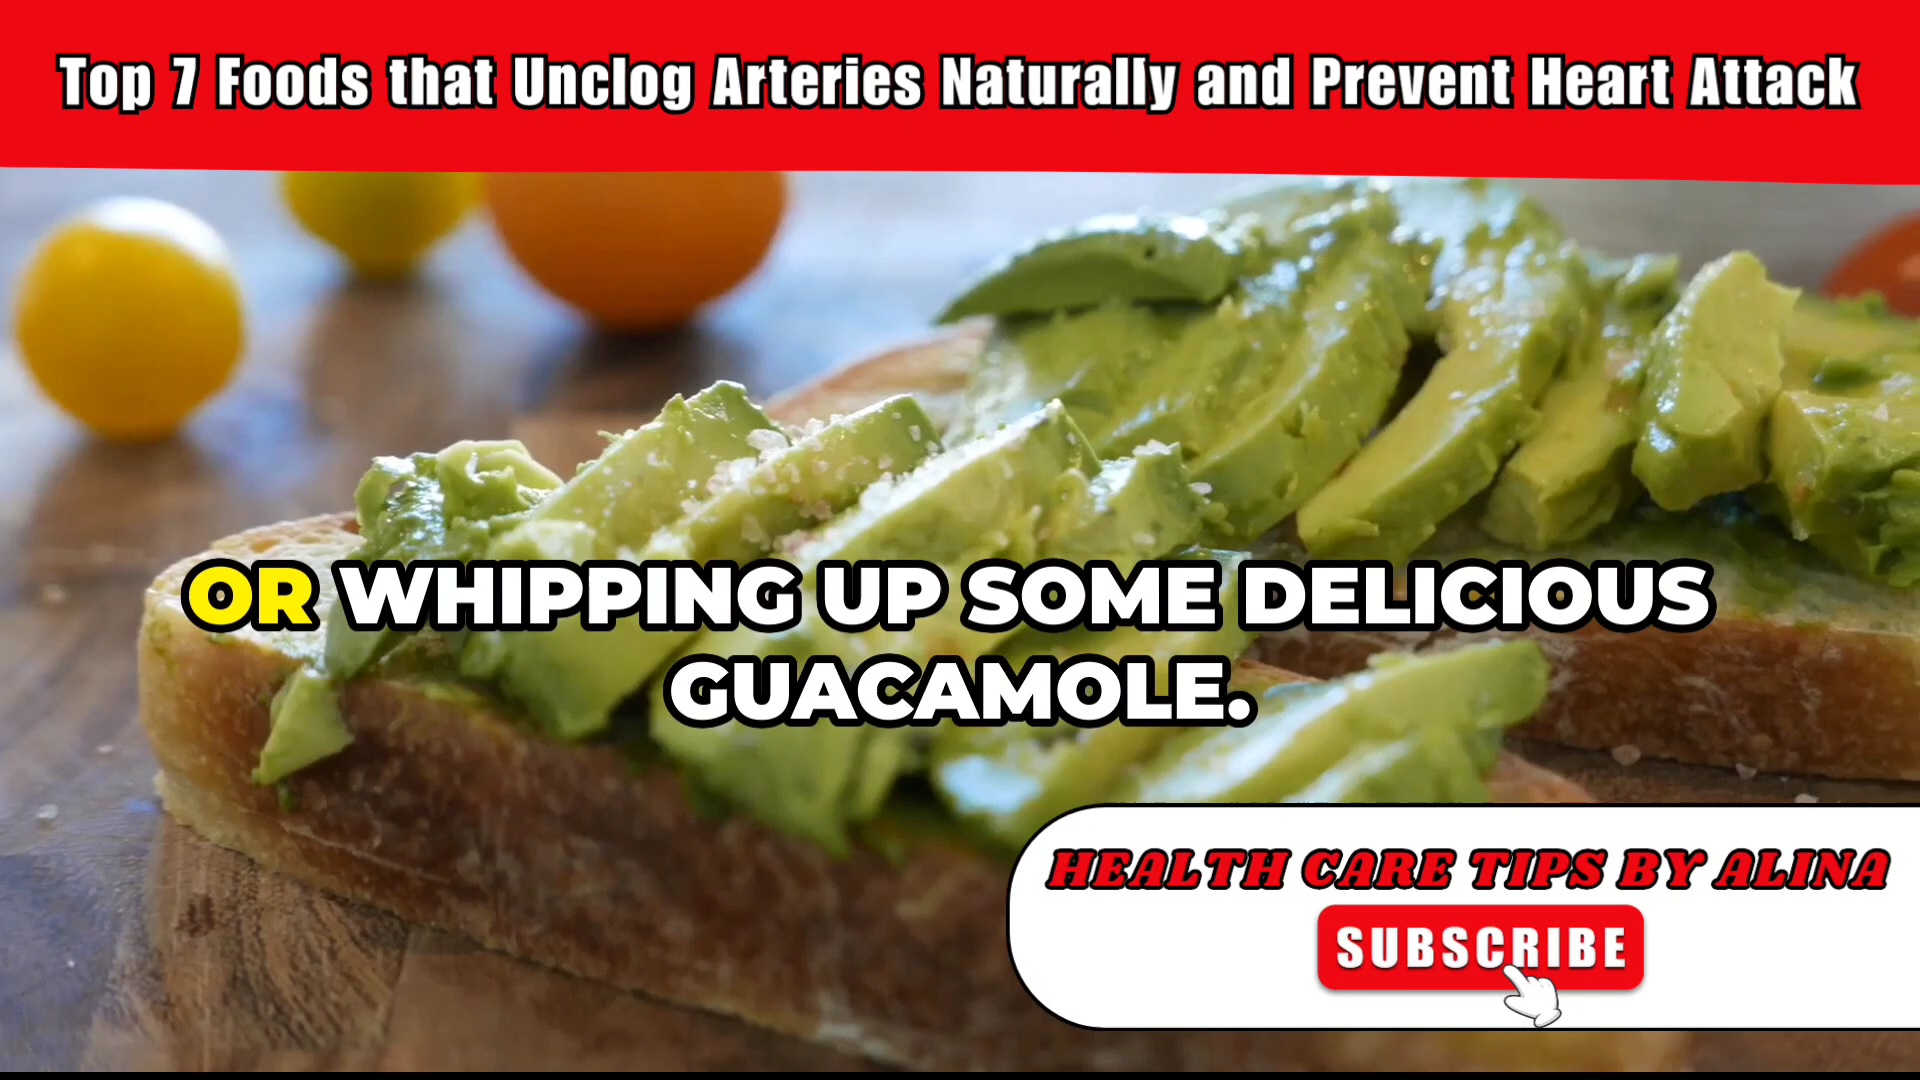 Top 7 Foods that Unclog Arteries Naturally and Prevent Heart Attack
OR WHIPPING UP SOME DELICIOUS
GUACAMOLE.
HEALTH CARE TIPS BY ALINA
SUBSCRIBE